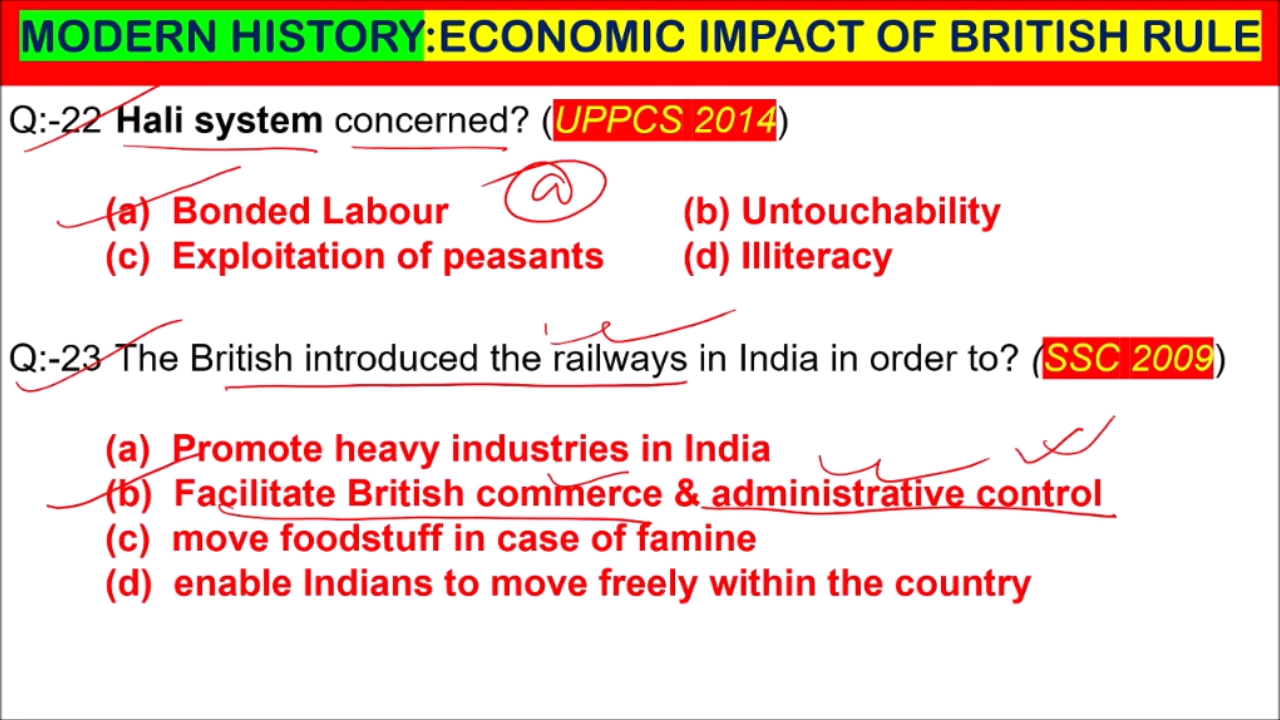 MODERN HISTORY:ECONOMIC IMPACT OF BRITISH RULE
Q:-22 Hali system concerned? (UPPCS 2014)
a
(a) Bonded Labour (b) Untouchability
(c) Exploitation of peasants (d) Illiteracy
Q:-23 The British introduced the railways in India in order to? (SSC 2009)
(a) Promote heavy industries in India
(b) Facilitate British commerce & administrative control
(c) move foodstuff in case of famine
(d) enable Indians to move freely within the country